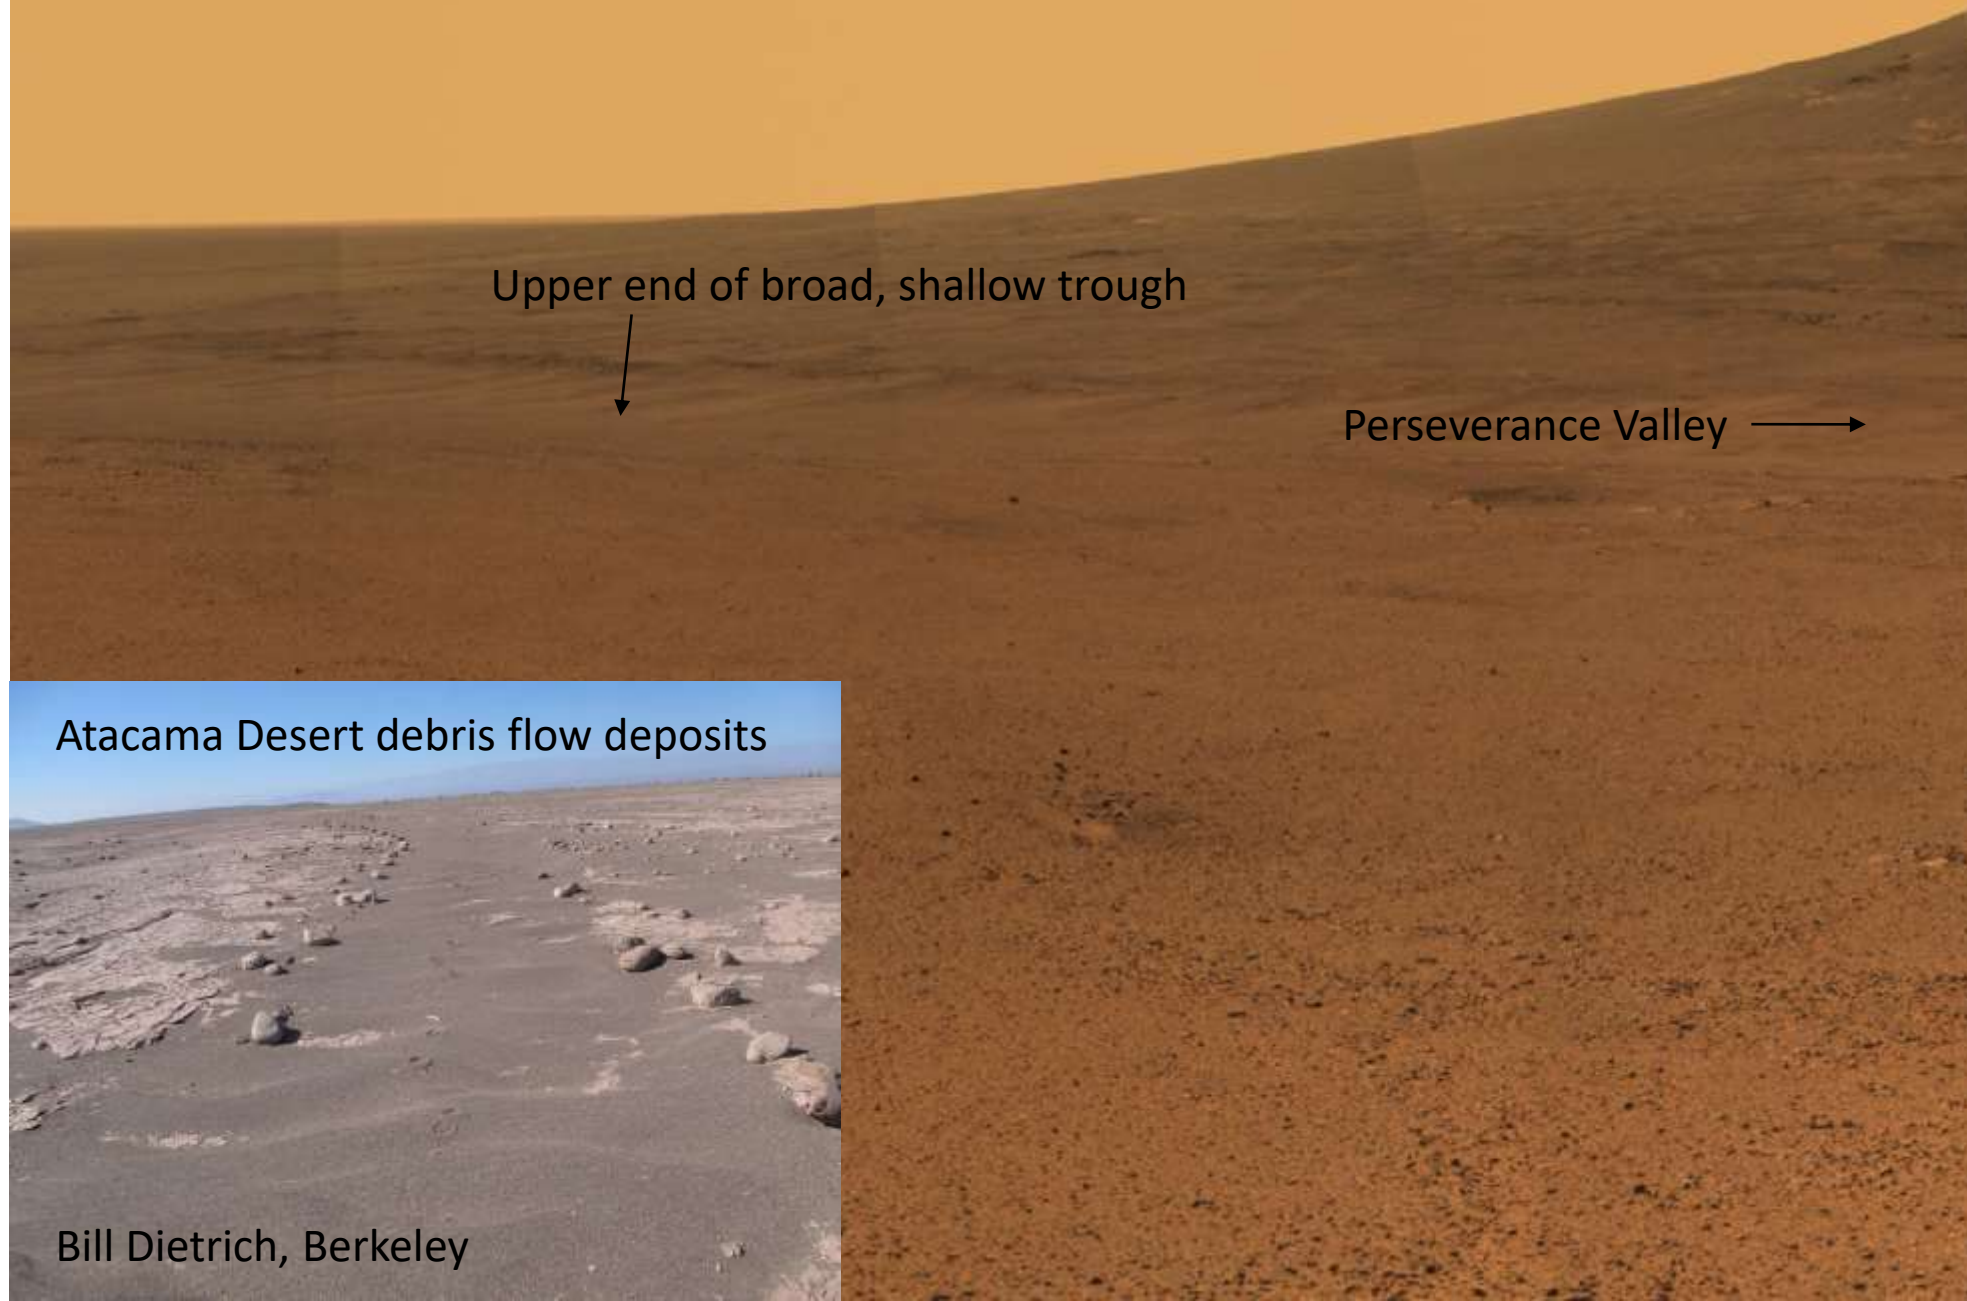 Upper end of broad, shallow trough
Perseverance Valley
Atacama Desert debris flow deposits
Bill Dietrich, Berkeley